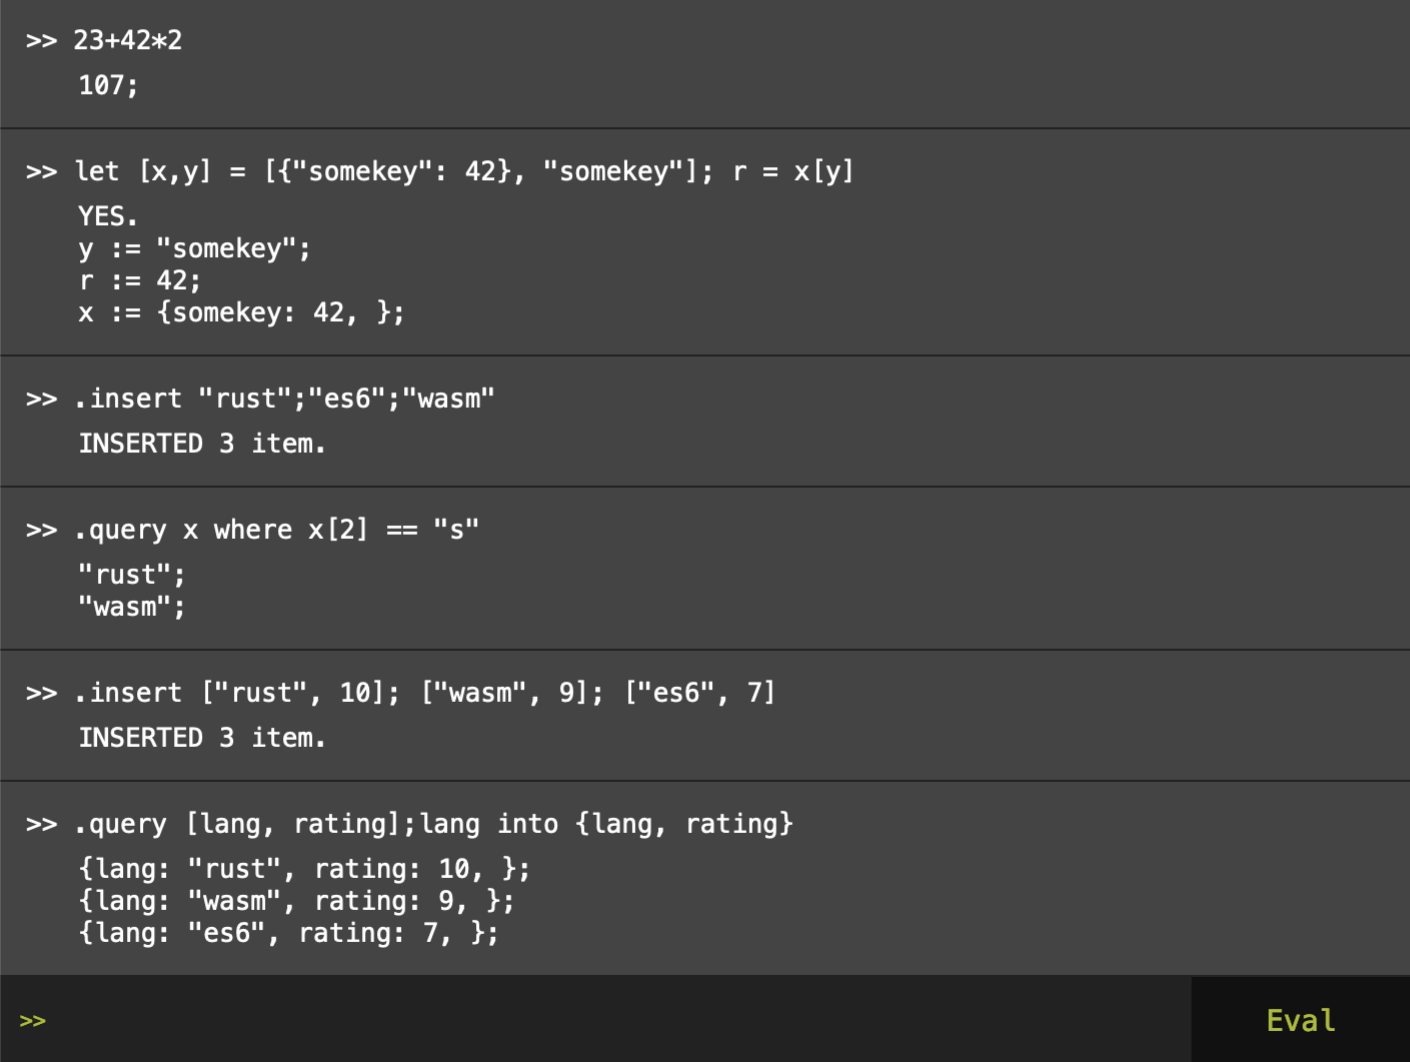 >> 23+42*2
107;
>> let [x,y] = [{"somekey": 42}, "somekey"]; r = x[y]
YES.
y := "somekey";
r := 42;
x := {somekey: 42, };
>> .insert "rust";"es6";"wasm"
INSERTED 3 item.
>> .query x where x[2] == "s"
"rust";
"wasm";
>> .insert ["rust", 10]; ["wasm", 9]; ["es6", 7]
INSERTED 3 item.
>> .query [lang, rating];lang into {lang, rating}
{lang: "rust", rating: 10, };
{lang: "wasm", rating: 9, };
{lang: "es6", rating: 7, };
>>
Eval